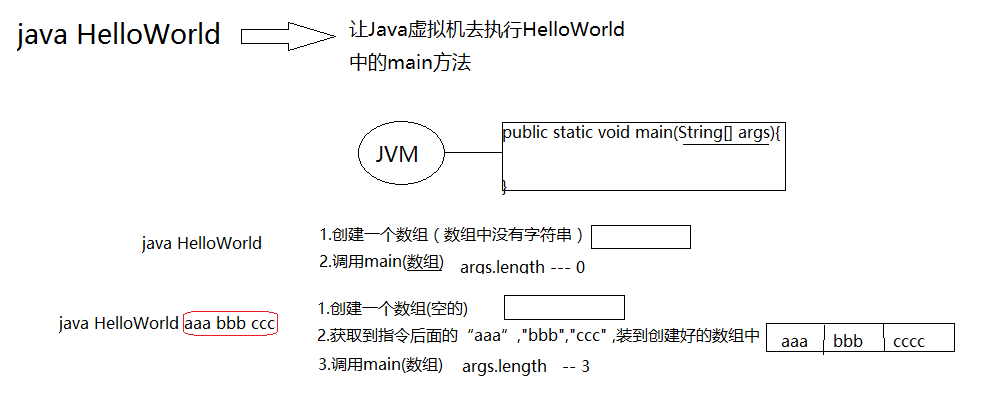 java HelloWorld
让Java虚拟机去执行HelloWorld
中的main方法
JVM
public static void main(String[] args){
}
java HelloWorld
1.创建一个数组（数组中没有字符串）
2.调用main(数组)
args.length --- 0
java HelloWorld aaa bbb ccc
1.创建一个数组(空的)
2.获取到指令后面的“aaa”,"bbb","ccc" ,装到创建好的数组中
aaa bbb cccc
3.调用main(数组)
args.length -- 3